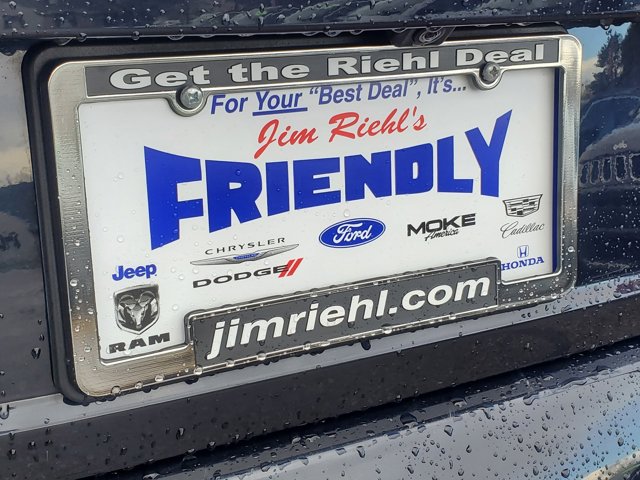 Get the Riehl Deal
For Your "Best Deal", It's...
Jim Riehl's
FRIENDLY
Jeep
CHRYSLER
DODGE
Ford
MOKE
America
Cadillac
HONDA
RAM
jimriehl.com